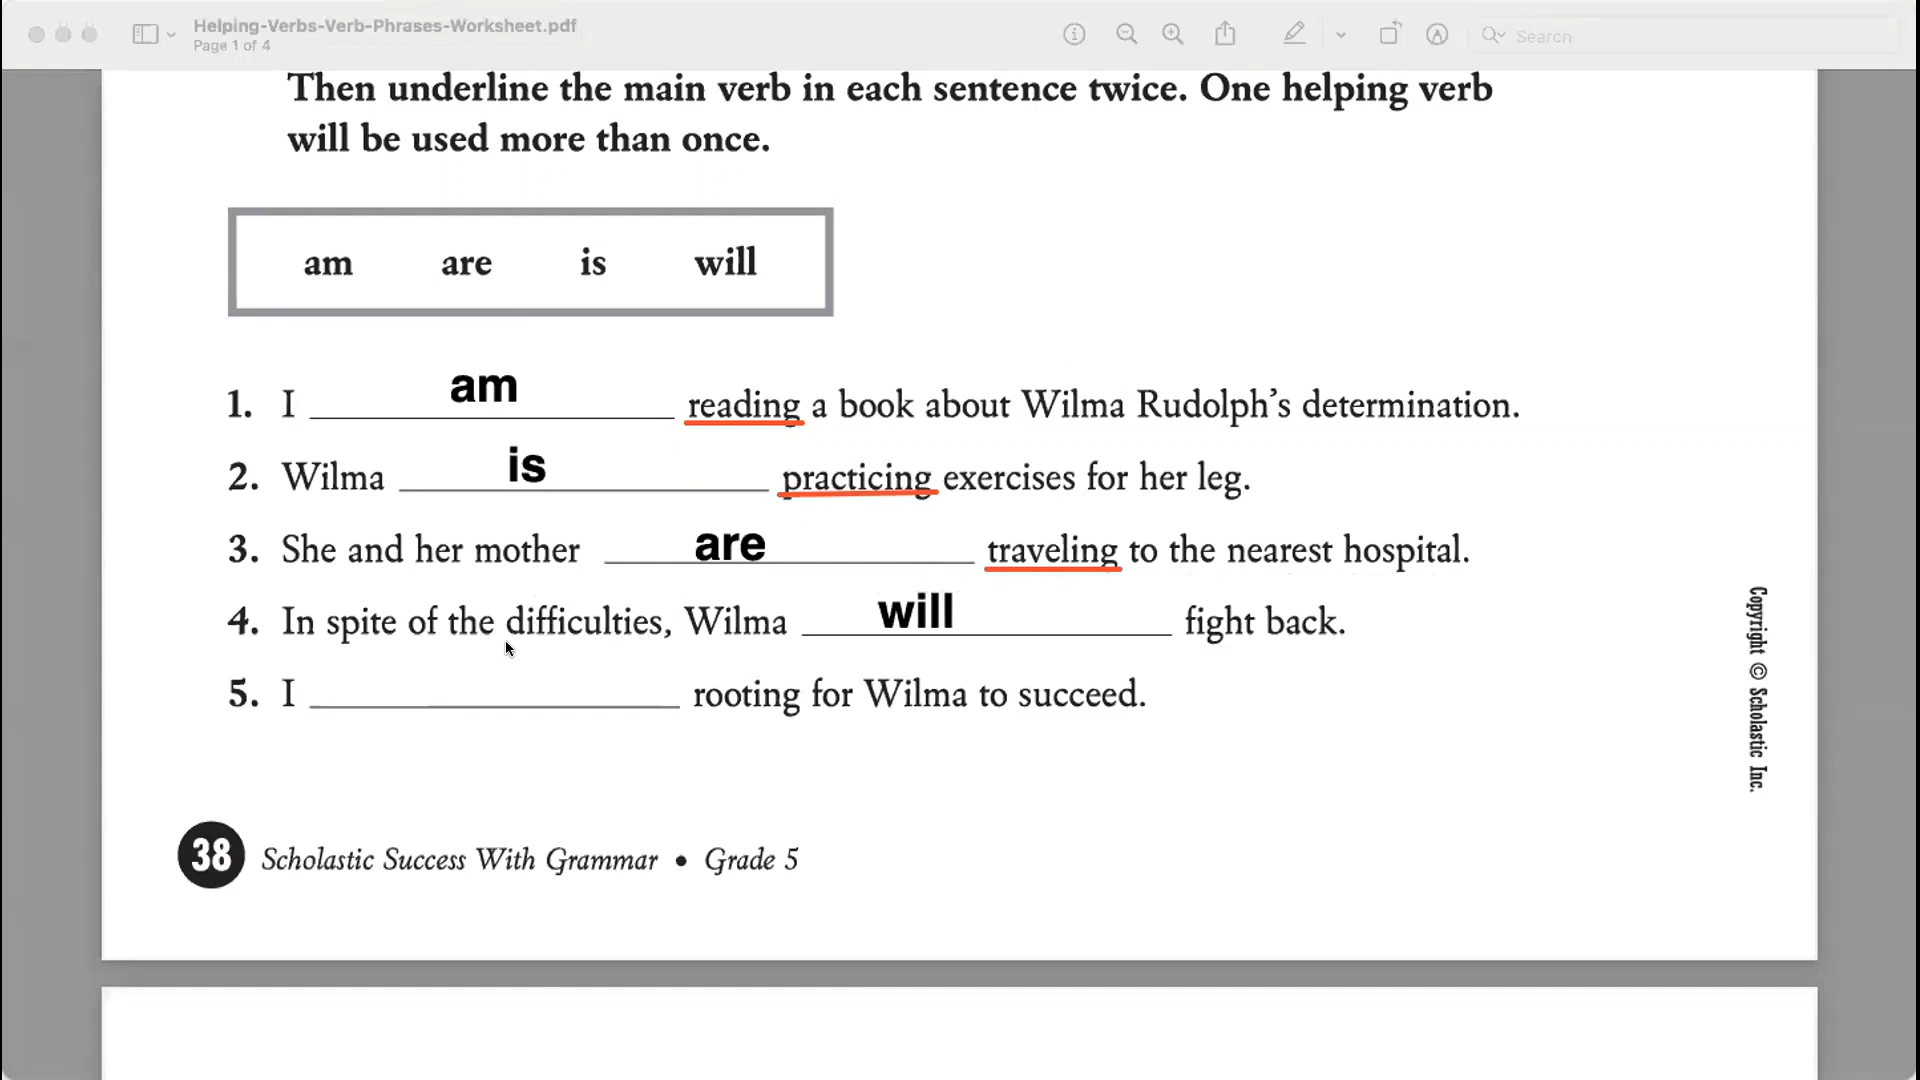 Helping-Verbs-Verb-Phrases-Worksheet.pdf
Page 1 of 4
Search
Then underline the main verb in each sentence twice. One helping verb
will be used more than once.
am are is will
1. I am reading a book about Wilma Rudolph’s determination.
2. Wilma is practicing exercises for her leg.
3. She and her mother are traveling to the nearest hospital.
4. In spite of the difficulties, Wilma will fight back.
5. I ____ rooting for Wilma to succeed.
Copyright © Scholastic Inc.
38 Scholastic Success With Grammar • Grade 5